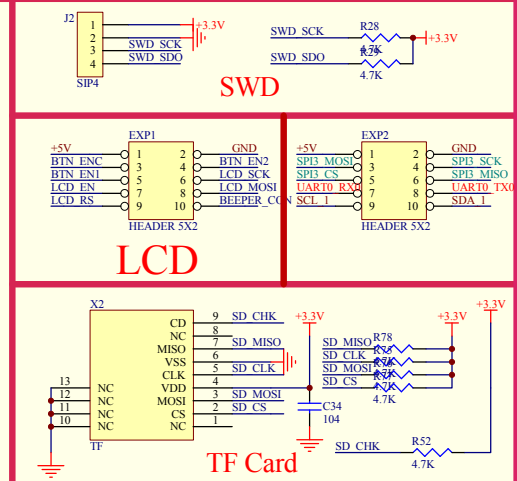 J2
1
2
3
4
+3.3V
SWD_SCK
SWD_SDO
SIP4
SWD_SCK
SWD_SDO
R28
4.7K
R29
4.7K
+3.3V
SWD
EXP1
+5V
BTN_ENC
BTN_EN1
LCD_EN
LCD_RS
1 2
3 4
5 6
7 8
9 10
GND
BTN_EN2
LCD_SCK
LCD_MOSI
BEEPER_CON
HEADER 5X2
LCD
EXP2
+5V
SPI3_MOSI
SPI3_CS
UART0_RX0
SCL_1
1 2
3 4
5 6
7 8
9 10
GND
SPI3_SCK
SPI3_MISO
UART0_TX0
SDA_1
HEADER 5X2
X2
CD 9 SD_CHK
NC 8
MISO 7 SD_MISO
VSS 6
CLK 5 SD_CLK
VDD 4
MOSI 3 SD_MOSI
CS 2 SD_CS
NC 1
13 NC
12 NC
11 NC
10 NC
TF
+3.3V
C34
104
SD_MISO
SD_CLK
SD_MOSI
SD_CS
R78
4.7K
+3.3V
+3.3V
SD_CHK
R52
4.7K
TF Card